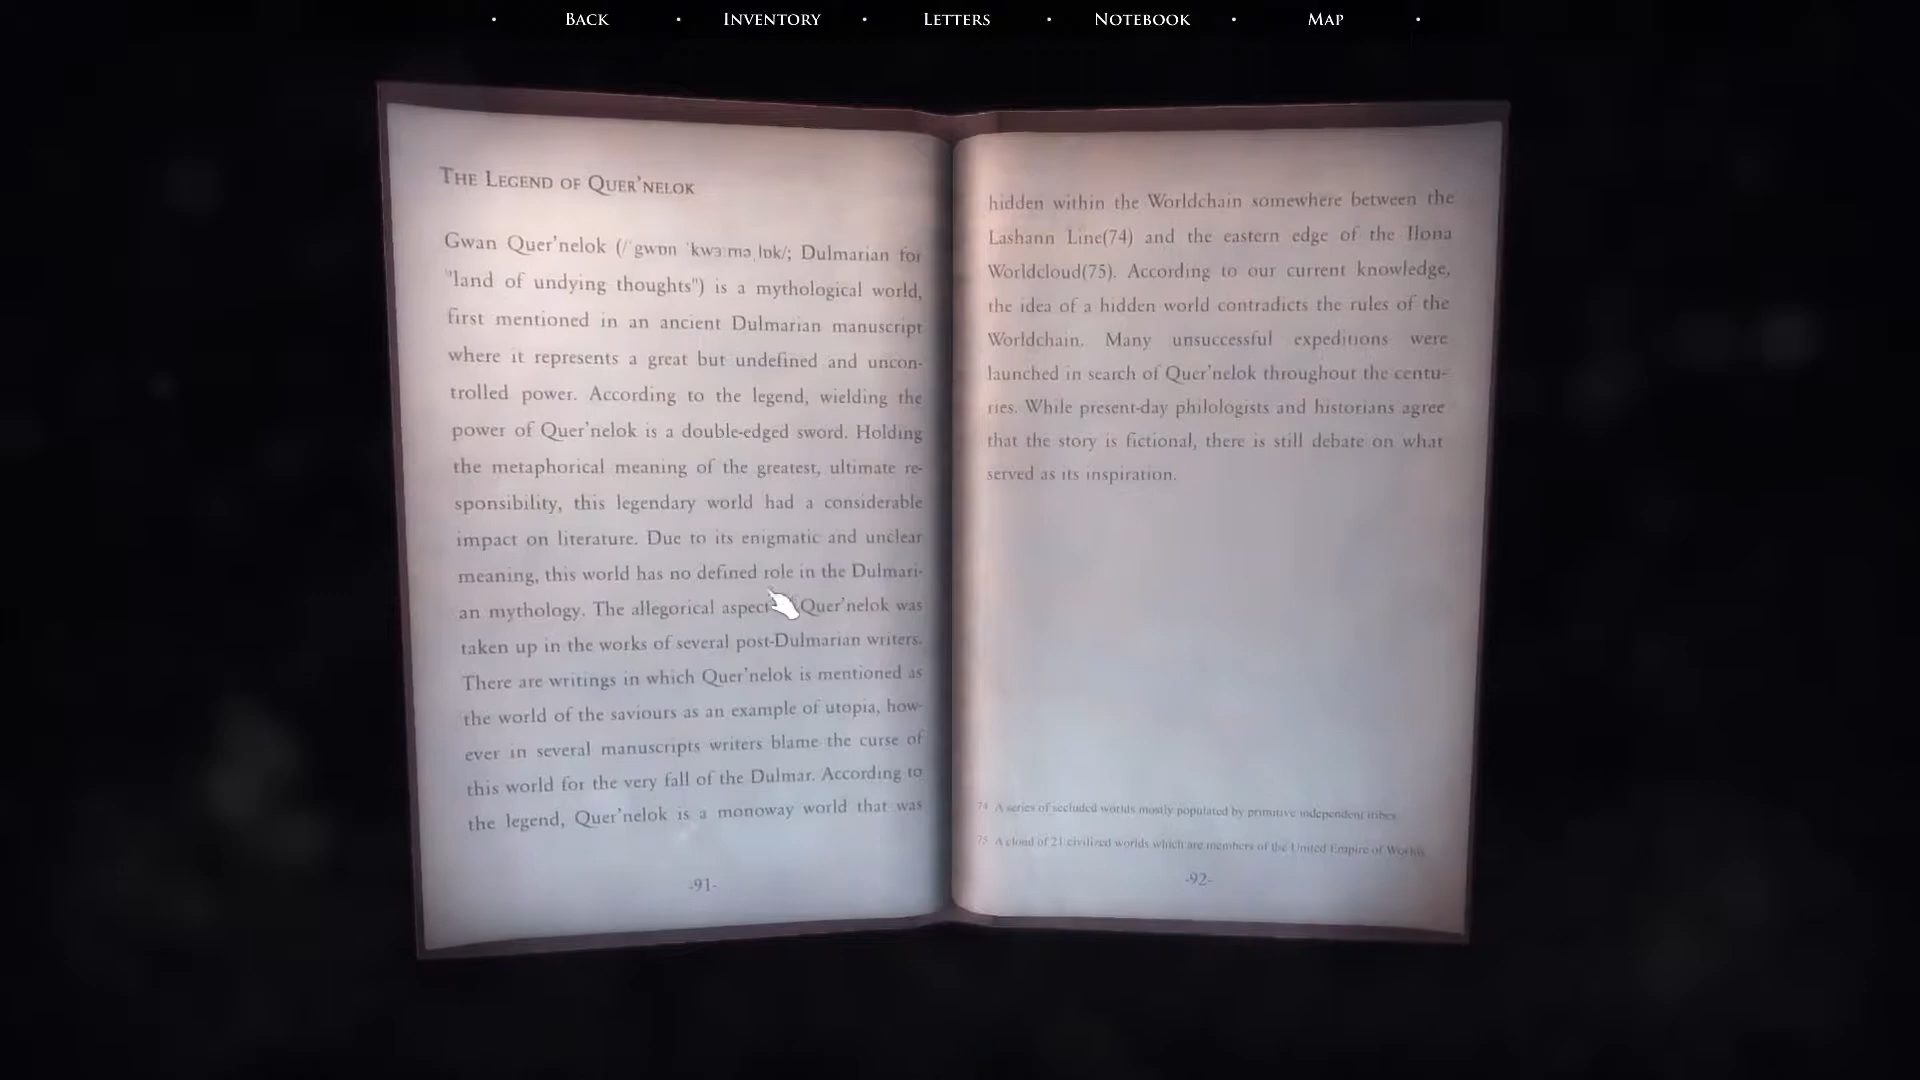 Back
Inventory
Letters
Notebook
Map
The Legend of Quer'nelok
Gwan Quer'nelok (/ˈgwɒn ˈkwɜːmə ˌlɒk/; Dulmarian for
"land of undying thoughts") is a mythological world,
first mentioned in an ancient Dulmarian manuscript
where it represents a great but undefined and uncon-
trolled power. According to the legend, wielding the
power of Quer'nelok is a double-edged sword. Holding
the metaphorical meaning of the greatest, ultimate re-
sponsibility, this legendary world had a considerable
impact on literature. Due to its enigmatic and unclear
meaning, this world has no defined role in the Dulmari-
an mythology. The allegorical aspect Quer'nelok was
taken up in the works of several post-Dulmarian writers.
There are writings in which Quer'nelok is mentioned as
the world of the saviours as an example of utopia, how-
ever in several manuscripts writers blame the curse of
this world for the very fall of the Dulmar. According to
the legend, Quer'nelok is a monoway world that was
-91-
hidden within the Worldchain somewhere between the
Lashann Line(74) and the eastern edge of the Ilona
Worldcloud(75). According to our current knowledge,
the idea of a hidden world contradicts the rules of the
Worldchain. Many unsuccessful expeditions were
launched in search of Quer'nelok throughout the centu-
ries. While present-day philologists and historians agree
that the story is fictional, there is still debate on what
served as its inspiration.
74 A series of secluded worlds mostly populated by primitive independent tribes
75 A cloud of 21 civilized worlds which are members of the United Empire of Worlds
-92-